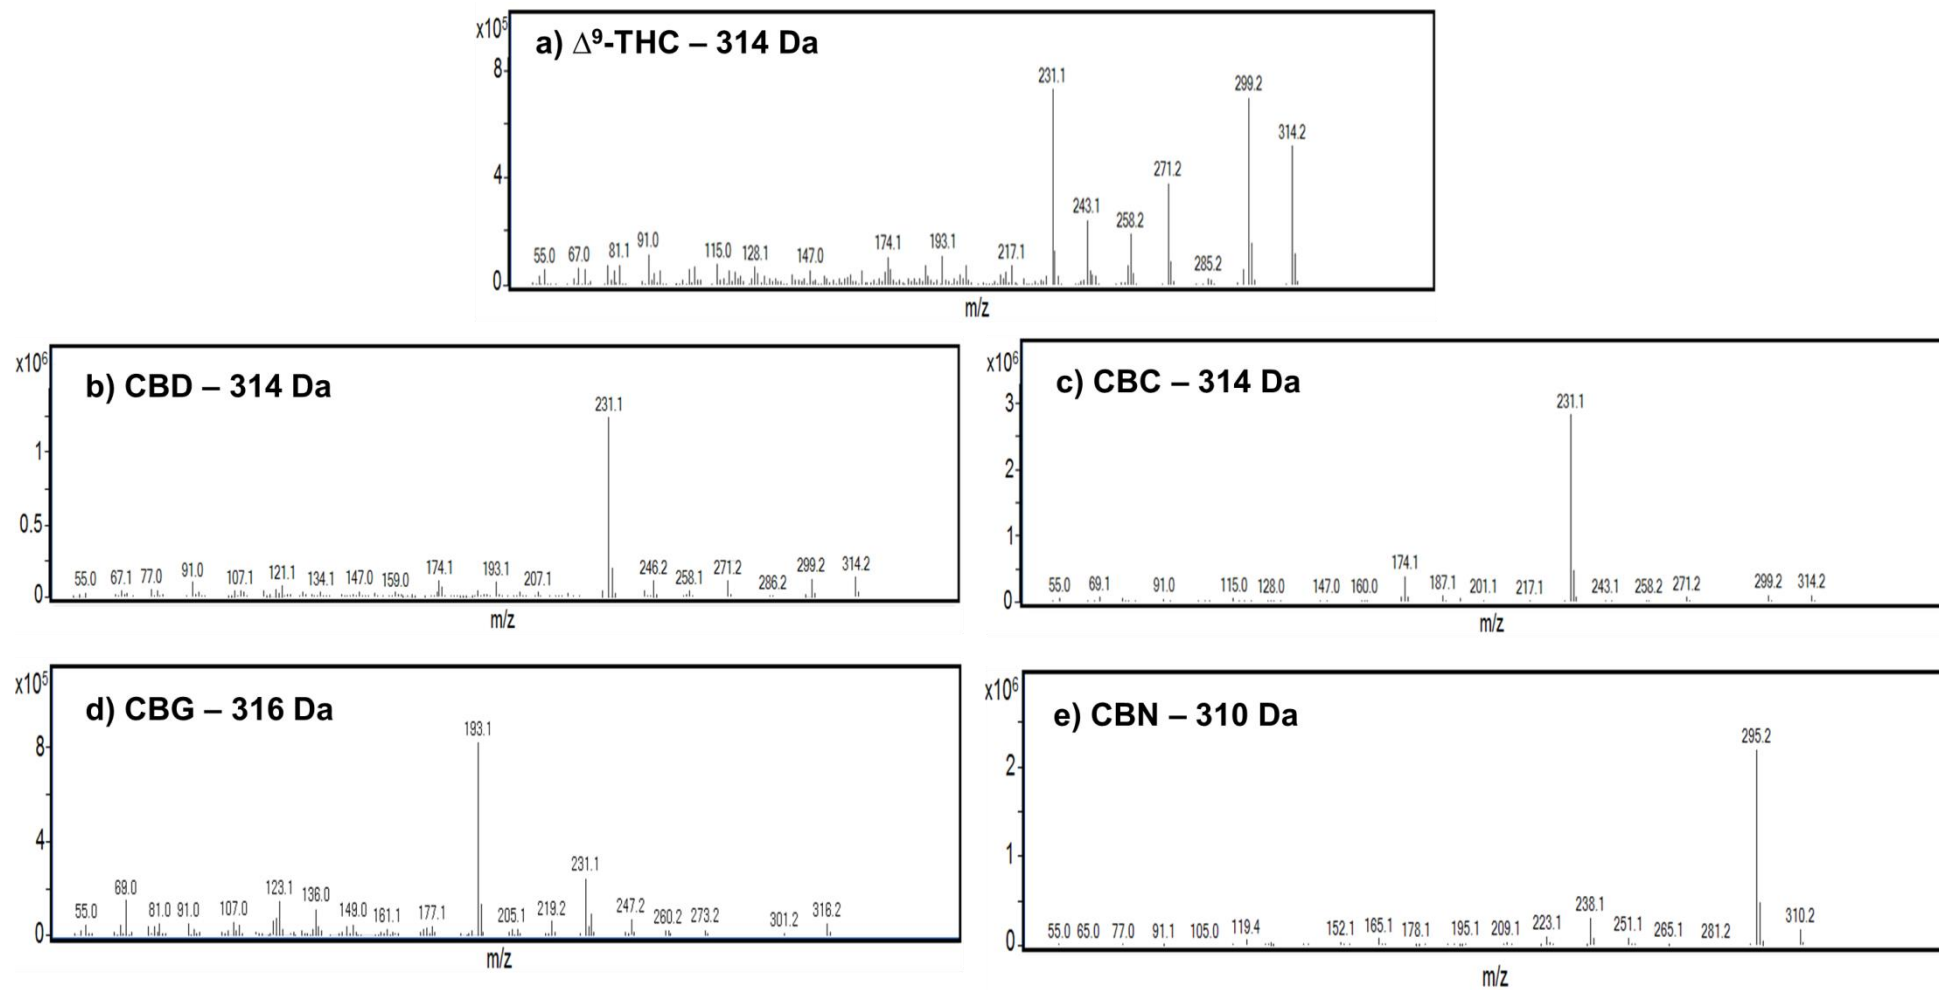 x10⁵
a) Δ⁹-THC – 314 Da
8
4
0
55.0 67.0 81.1 91.0 115.0 128.1 147.0 174.1 193.1 217.1 231.1 243.1 258.2 271.2 285.2 299.2 314.2
m/z
x10⁶
b) CBD – 314 Da
1
0.5
0
55.0 67.1 77.0 91.0 107.1 121.1 134.1 147.0 159.0 174.1 193.1 207.1 231.1 246.2 258.1 271.2 286.2 299.2 314.2
m/z
x10⁶
c) CBC – 314 Da
3
2
1
0
55.0 69.1 91.0 115.0 128.0 147.0 160.0 174.1 187.1 201.1 217.1 231.1 243.1 258.2 271.2 299.2 314.2
m/z
x10⁵
d) CBG – 316 Da
8
4
0
55.0 69.0 81.0 91.0 107.0 123.1 136.0 149.0 161.1 177.1 193.1 205.1 219.2 231.1 247.2 260.2 273.2 301.2 316.2
m/z
x10⁶
e) CBN – 310 Da
2
1
0
55.0 65.0 77.0 91.1 105.0 119.4 152.1 165.1 178.1 195.1 209.1 223.1 238.1 251.1 265.1 281.2 295.2 310.2
m/z